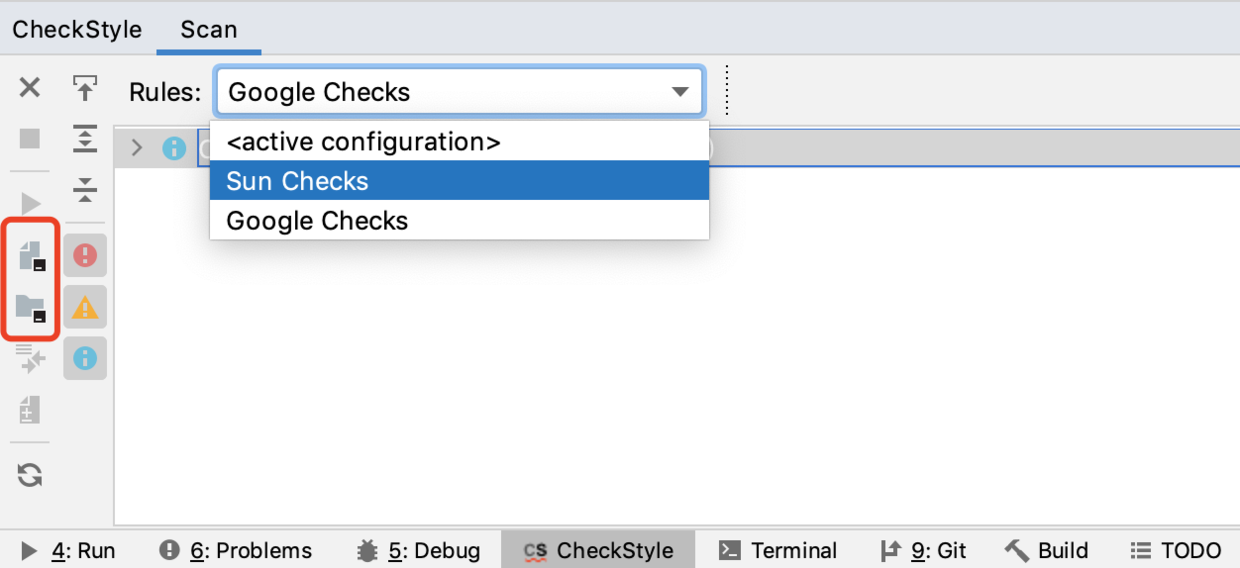 CheckStyle Scan
Rules: Google Checks
<active configuration>
Sun Checks
Google Checks
4: Run 6: Problems 5: Debug CS CheckStyle Terminal 9: Git Build TODO